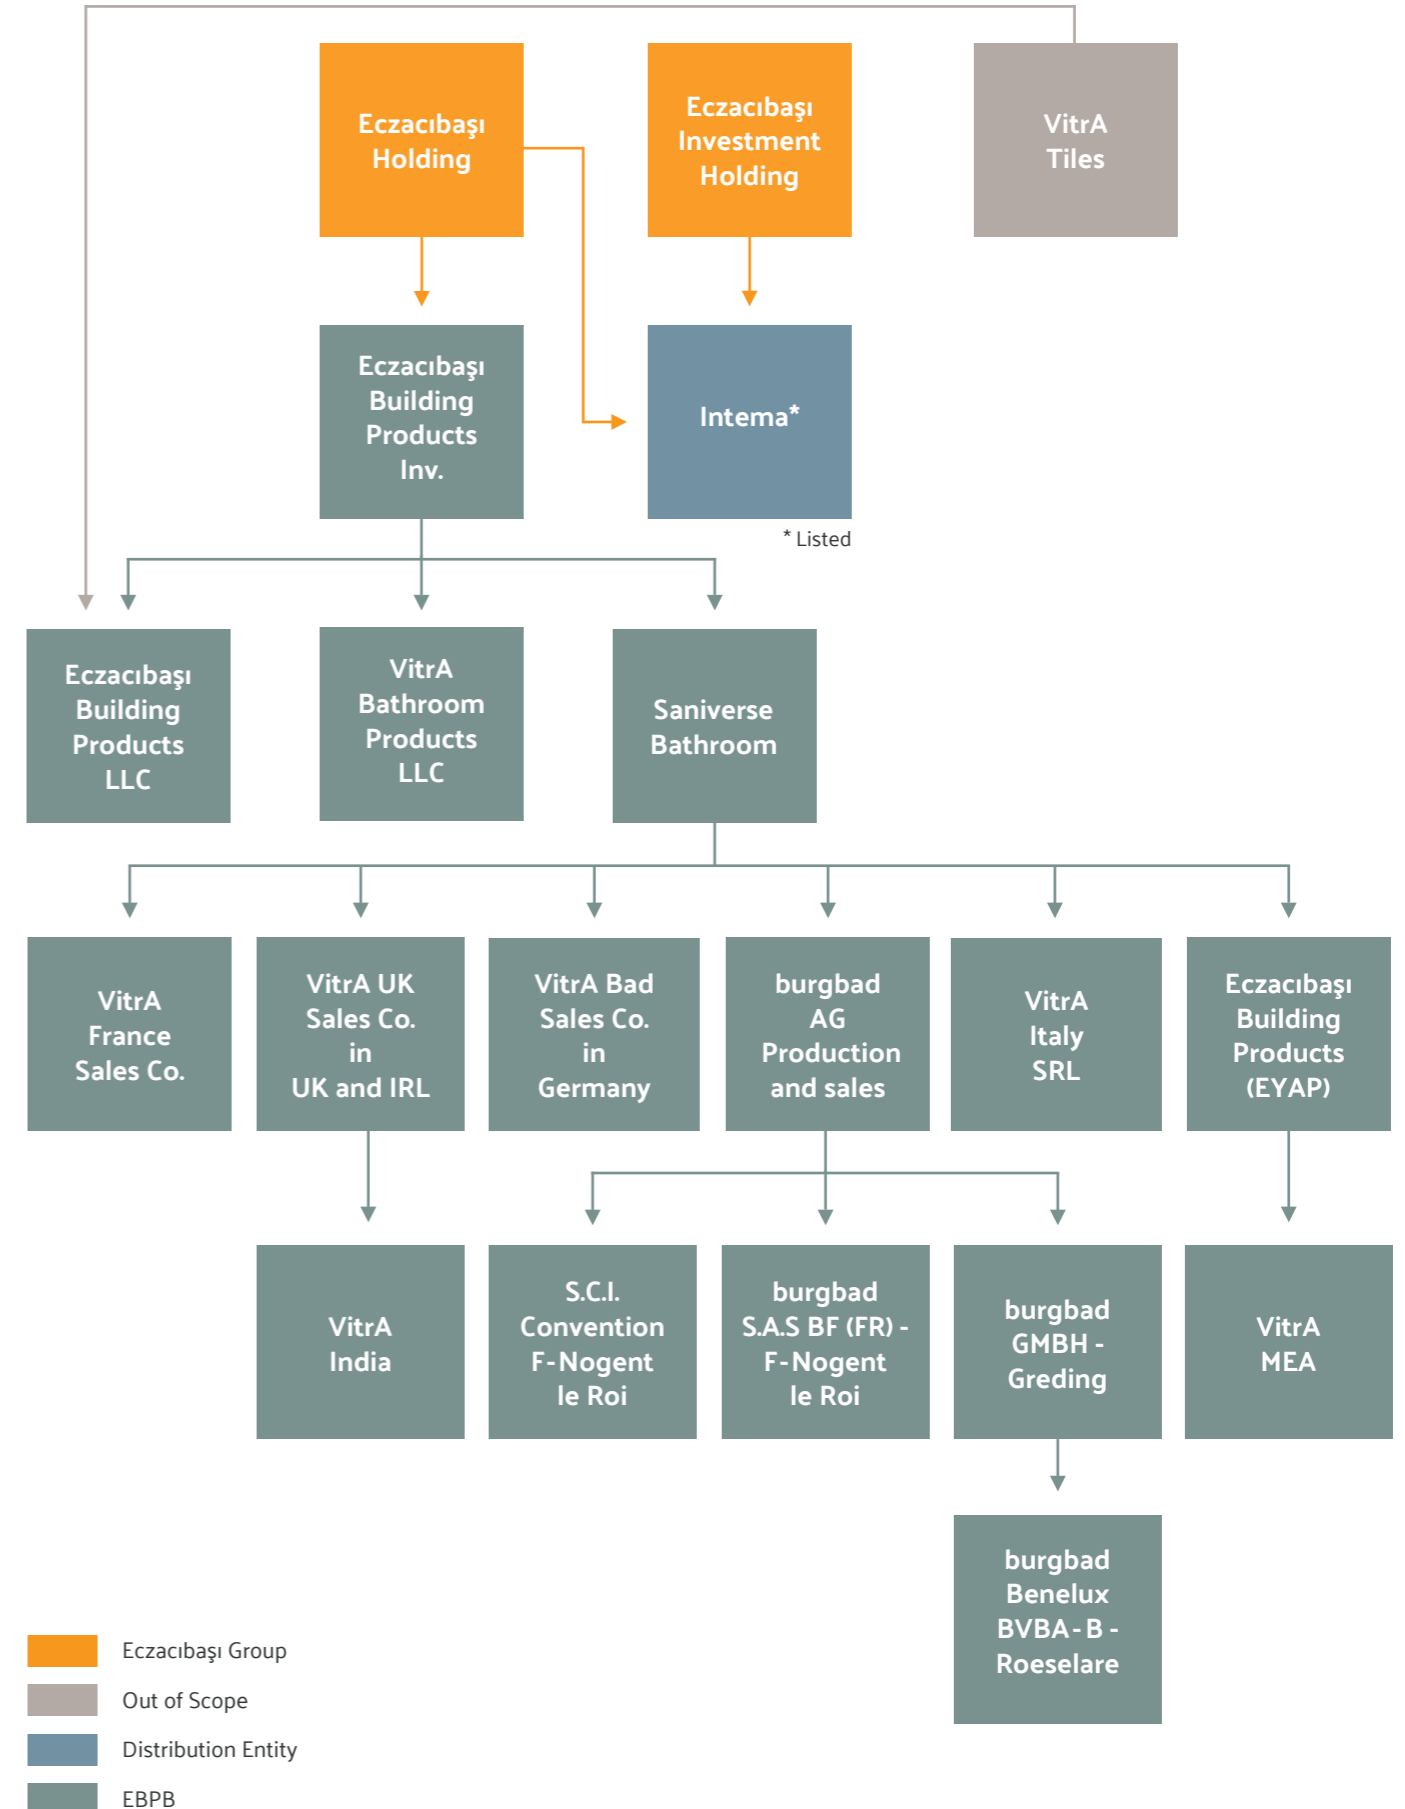 Eczacıbaşı
Holding
Eczacıbaşı
Investment
Holding
VitrA
Tiles
Eczacıbaşı
Building
Products
Inv.
Intema*
* Listed
Eczacıbaşı
Building
Products
LLC
VitrA
Bathroom
Products
LLC
Saniverse
Bathroom
VitrA
France
Sales Co.
VitrA UK
Sales Co.
in
UK and IRL
VitrA Bad
Sales Co.
in
Germany
burgbad
AG
Production
and sales
VitrA
Italy
SRL
Eczacıbaşı
Building
Products
(EYAP)
VitrA
India
S.C.I.
Convention
F-Nogent
le Roi
burgbad
S.A.S BF (FR) -
F-Nogent
le Roi
burgbad
GMBH -
Greding
VitrA
MEA
burgbad
Benelux
BVBA- B -
Roeselare
Eczacıbaşı Group
Out of Scope
Distribution Entity
EBPB